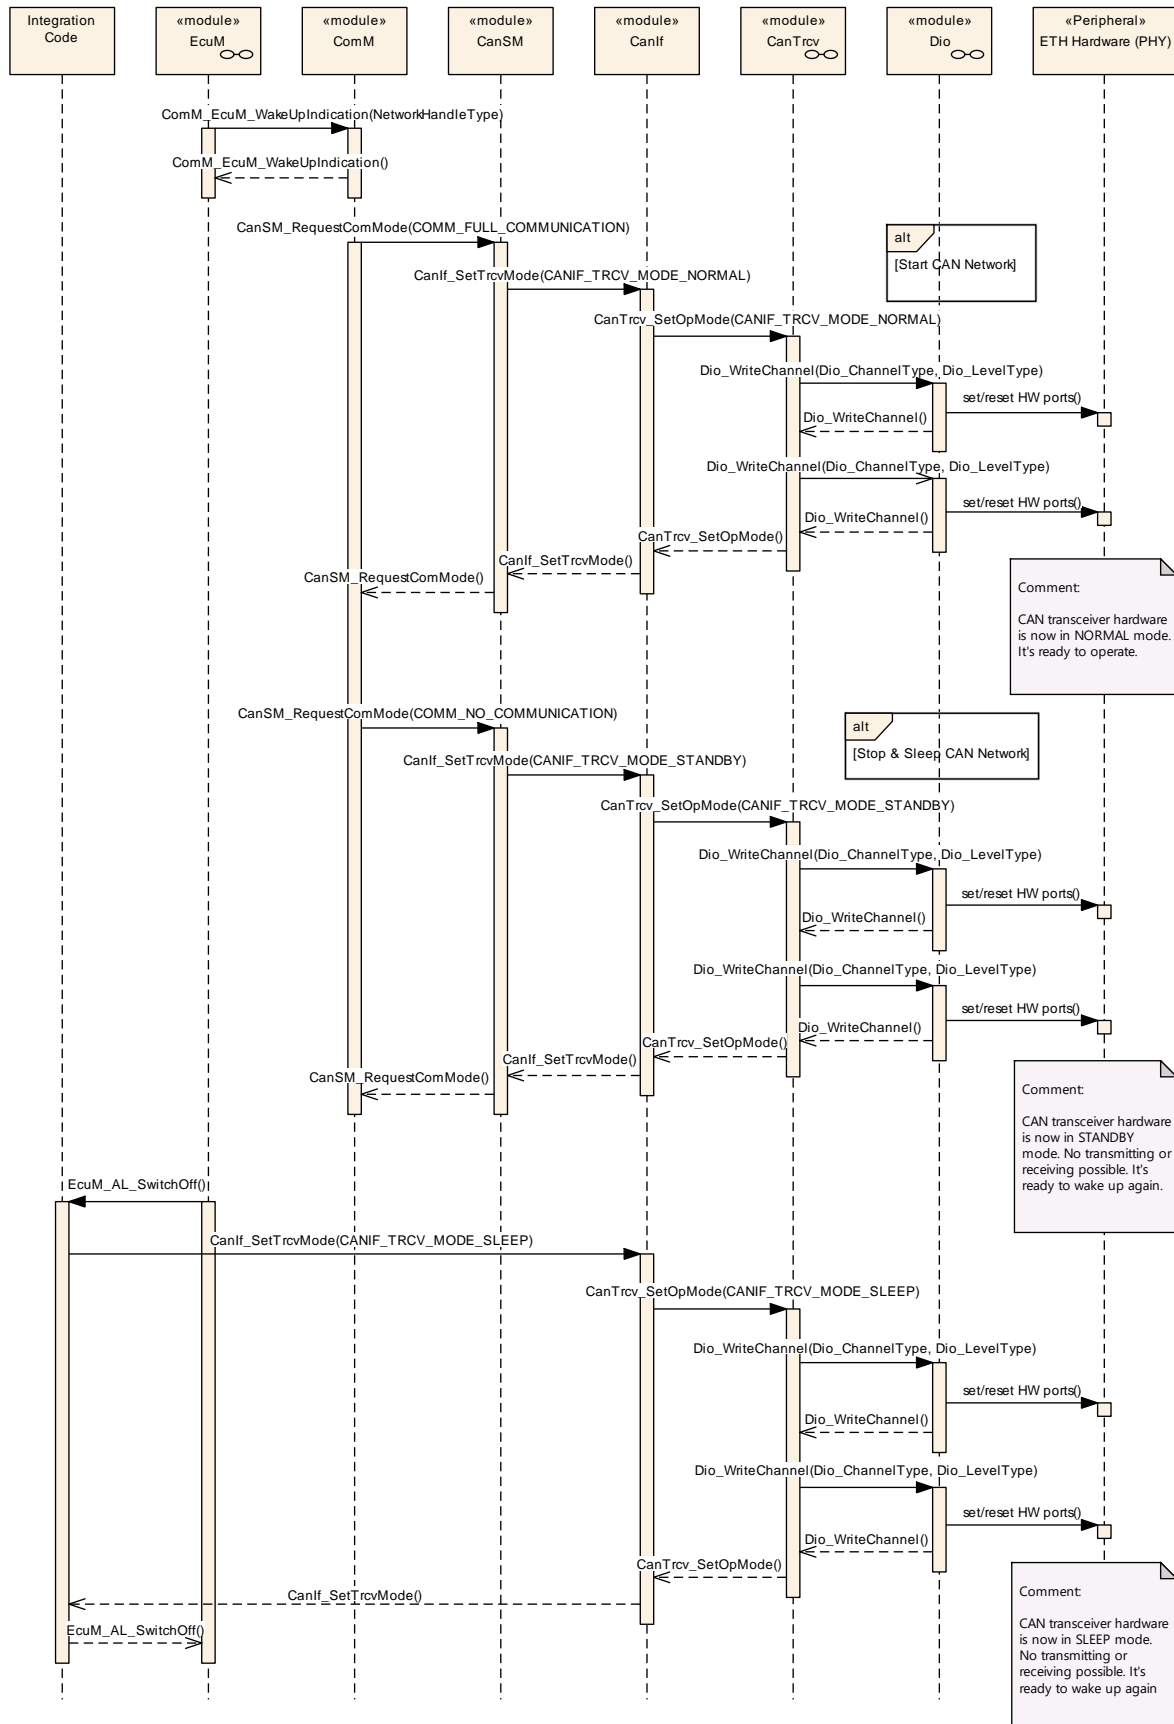 Integration
Code
«module»
EcuM
«module»
ComM
«module»
CanSM
«module»
CanIf
«module»
CanTrcv
«module»
Dio
«Peripheral»
ETH Hardware (PHY)
ComM_EcuM_WakeUpIndication(NetworkHandleType)
ComM_EcuM_WakeUpIndication()
CanSM_RequestComMode(COMM_FULL_COMMUNICATION)
alt
[Start CAN Network]
CanIf_SetTrcvMode(CANIF_TRCV_MODE_NORMAL)
CanTrcv_SetOpMode(CANIF_TRCV_MODE_NORMAL)
Dio_WriteChannel(Dio_ChannelType, Dio_LevelType)
set/reset HW ports()
Dio_WriteChannel()
Dio_WriteChannel(Dio_ChannelType, Dio_LevelType)
set/reset HW ports()
Dio_WriteChannel()
CanTrcv_SetOpMode()
CanIf_SetTrcvMode()
CanSM_RequestComMode()
Comment:
CAN transceiver hardware
is now in NORMAL mode.
It's ready to operate.
CanSM_RequestComMode(COMM_NO_COMMUNICATION)
alt
[Stop & Sleep CAN Network]
CanIf_SetTrcvMode(CANIF_TRCV_MODE_STANDBY)
CanTrcv_SetOpMode(CANIF_TRCV_MODE_STANDBY)
Dio_WriteChannel(Dio_ChannelType, Dio_LevelType)
set/reset HW ports()
Dio_WriteChannel()
Dio_WriteChannel(Dio_ChannelType, Dio_LevelType)
set/reset HW ports()
Dio_WriteChannel()
CanTrcv_SetOpMode()
CanIf_SetTrcvMode()
CanSM_RequestComMode()
Comment:
CAN transceiver hardware
is now in STANDBY
mode. No transmitting or
receiving possible. It's
ready to wake up again.
EcuM_AL_SwitchOff()
CanIf_SetTrcvMode(CANIF_TRCV_MODE_SLEEP)
CanTrcv_SetOpMode(CANIF_TRCV_MODE_SLEEP)
Dio_WriteChannel(Dio_ChannelType, Dio_LevelType)
set/reset HW ports()
Dio_WriteChannel()
Dio_WriteChannel(Dio_ChannelType, Dio_LevelType)
set/reset HW ports()
Dio_WriteChannel()
CanTrcv_SetOpMode()
CanIf_SetTrcvMode()
EcuM_AL_SwitchOff()
Comment:
CAN transceiver hardware
is now in SLEEP mode.
No transmitting or
receiving possible. It's
ready to wake up again